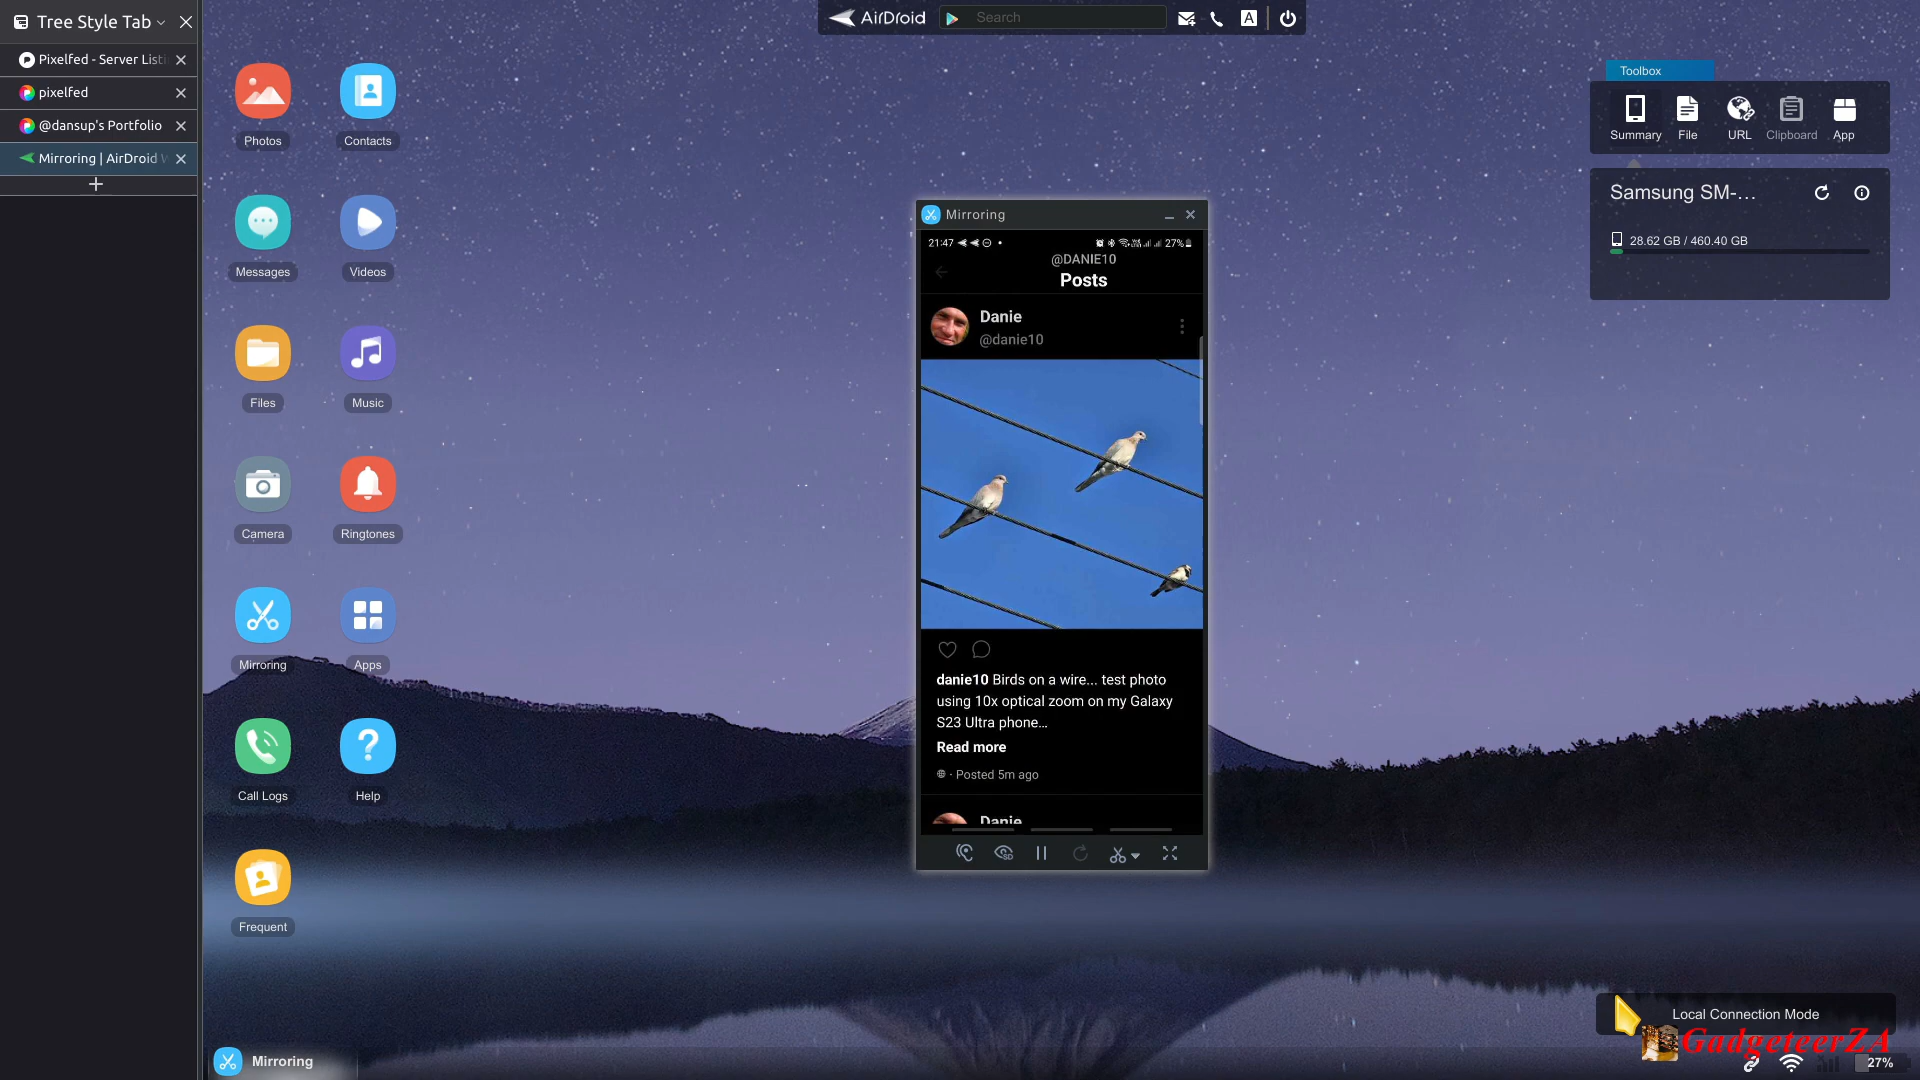 Tree Style Tab
Pixelfed - Server Listi
pixelfed
@dansup's Portfolio
Mirroring | AirDroid W
AirDroid
Search
A
Photos
Contacts
Messages
Videos
Files
Music
Camera
Ringtones
Mirroring
Apps
Call Logs
Help
Frequent
Mirroring
21:47
27%
@DANIE10
Posts
Danie
@danie10
danie10 Birds on a wire... test photo
using 10x optical zoom on my Galaxy
S23 Ultra phone...
Read more
· Posted 5m ago
Danie
SD
Toolbox
Summary
File
URL
Clipboard
App
Samsung SM-...
28.62 GB / 460.40 GB
Local Connection Mode
GadgeteerZA
Mirroring
27%